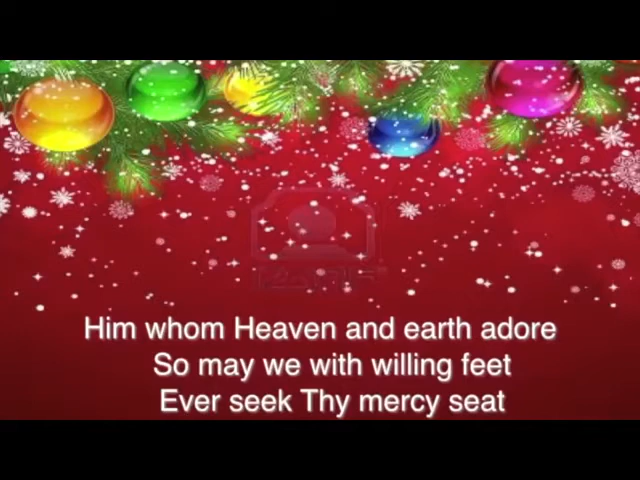 Him whom Heaven and earth adore
So may we with willing feet
Ever seek Thy mercy seat